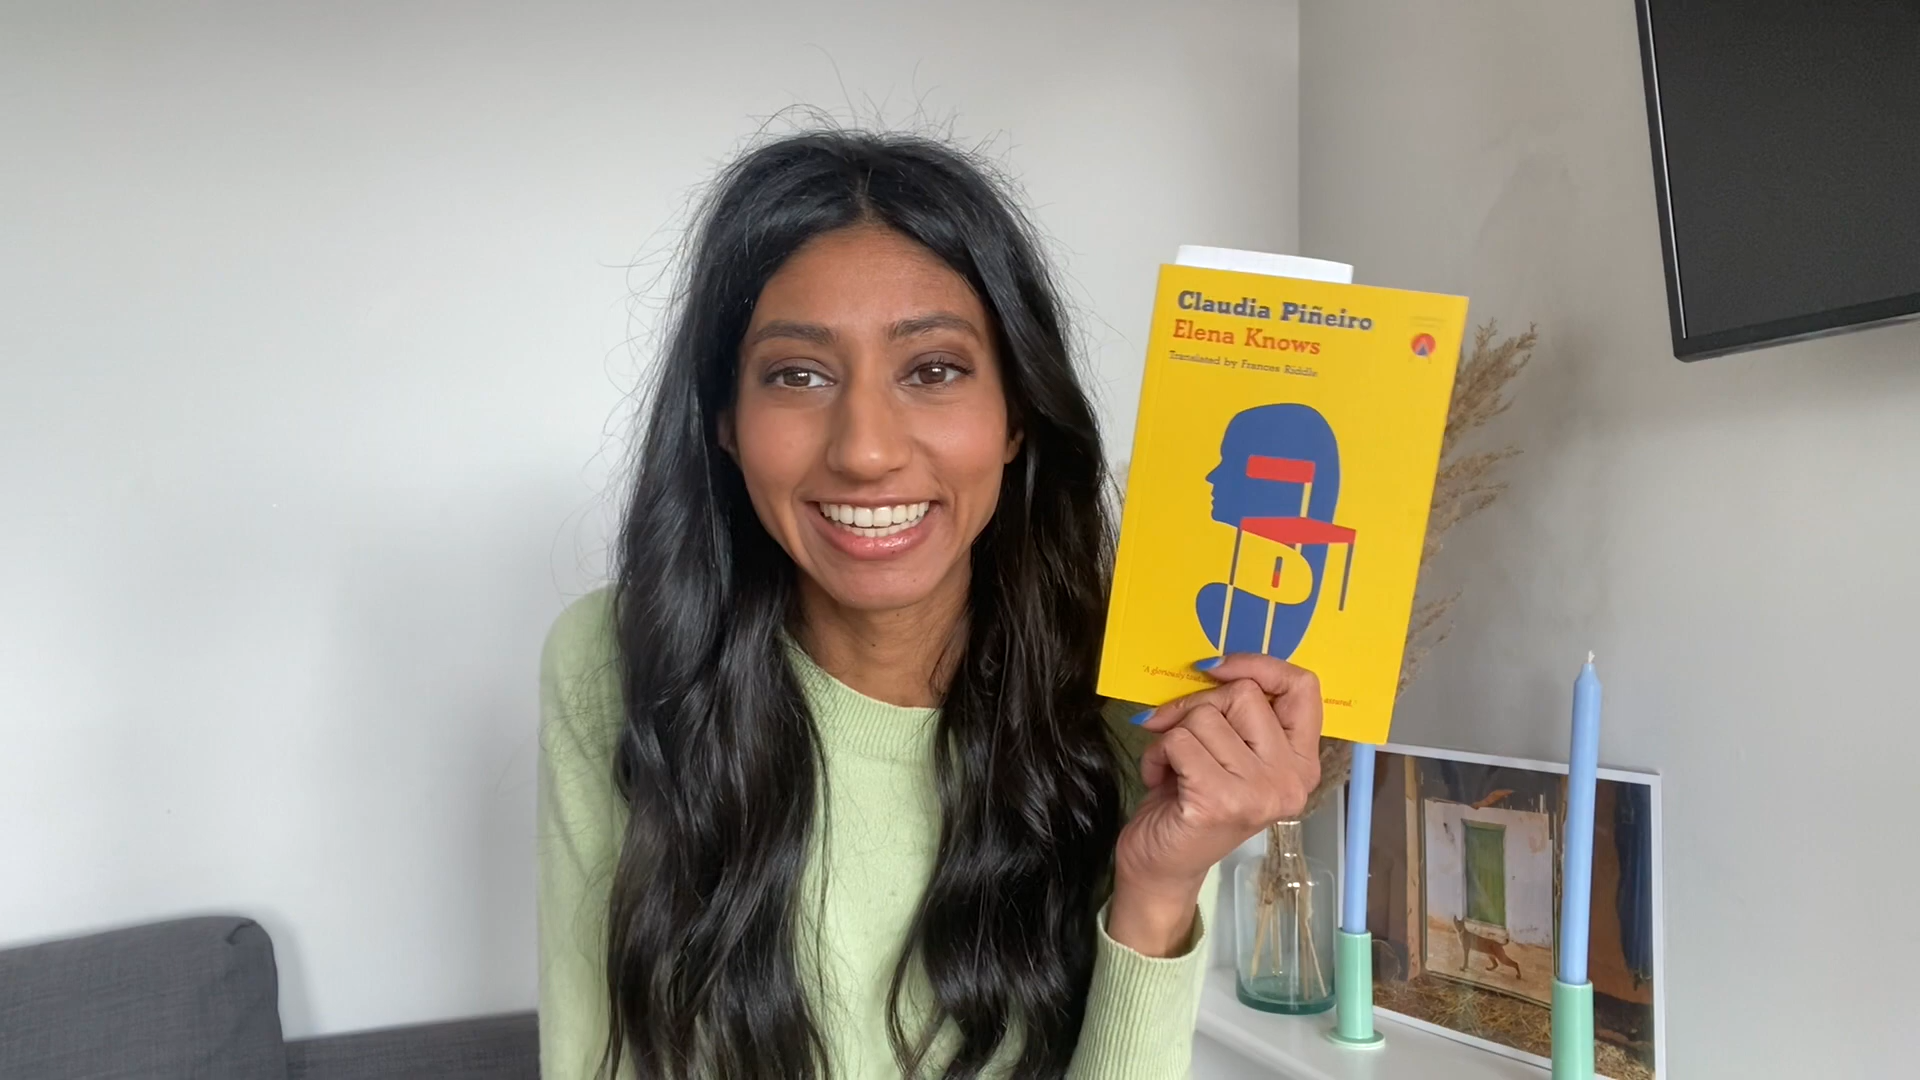 Claudia Piñeiro
Elena Knows
Translated by Frances Riddle
"A gloriously
assured."